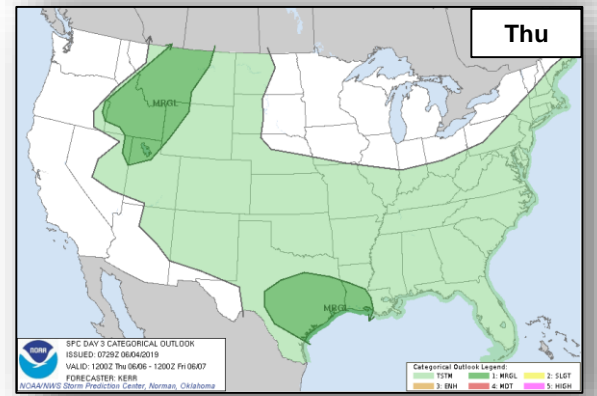 Thu
MRGL
MRGL
NOAA
SPC DAY 3 CATEGORICAL OUTLOOK
ISSUED: 0729Z 06/04/2019
VALID: 1200Z Thu 06/06 - 1200Z Fri 06/07
FORECASTER: KERR
NOAA/NWS Storm Prediction Center, Norman, Oklahoma
Categorical Outlook Legend:
TSTM 1: MRGL 2: SLGT
3: ENH 4: MDT 5: HIGH